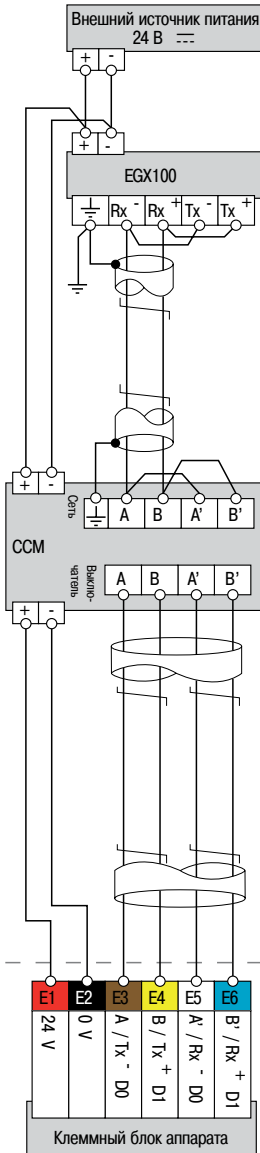 Внешний источник питания
24 В
+ -
+ -
EGX100
Rx - Rx + Tx - Tx +
+ -
Сеть
A B A' B'
CCM
Выклю-
чатель
A B A' B'
+ -
E1 E2 E3 E4 E5 E6
24 V
0 V
A / Tx - D0
B / Tx + D1
A' / Rx - D0
B' / Rx + D1
Клеммный блок аппарата